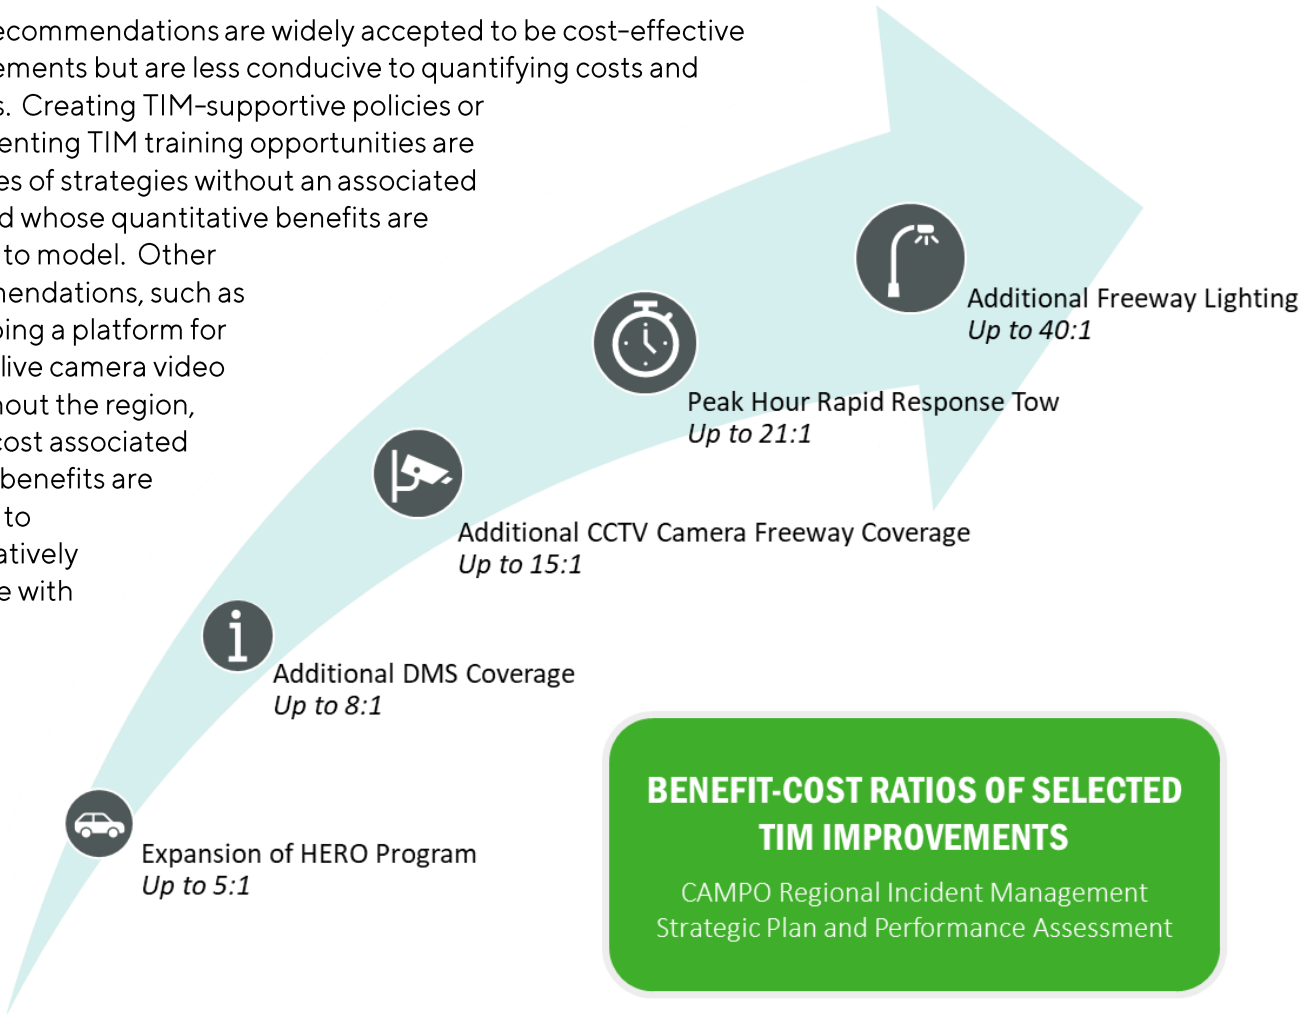 ecommendations are widely accepted to be cost-effective
ements but are less conducive to quantifying costs and
s. Creating TIM-supportive policies or
enting TIM training opportunities are
es of strategies without an associated
d whose quantitative benefits are
to model. Other
nendations, such as
ping a platform for
live camera video
hout the region,
cost associated
benefits are
to
atively
e with
Additional Freeway Lighting
Up to 40:1
Peak Hour Rapid Response Tow
Up to 21:1
Additional CCTV Camera Freeway Coverage
Up to 15:1
Additional DMS Coverage
Up to 8:1
Expansion of HERO Program
Up to 5:1
BENEFIT-COST RATIOS OF SELECTED
TIM IMPROVEMENTS
CAMPO Regional Incident Management
Strategic Plan and Performance Assessment